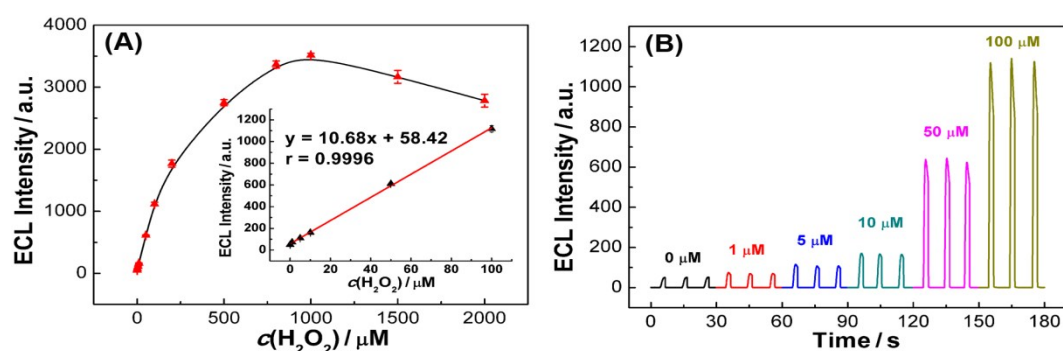 (A)
ECL Intensity / a.u.
4000
3000
2000
1000
0
0 500 1000 1500 2000
c(H₂O₂) / μM
y = 10.68x + 58.42
r = 0.9996
ECL Intensity / a.u.
1200
1000
800
600
400
200
0
0 20 40 60 80 100
c(H₂O₂) / μM
(B)
ECL Intensity / a.u.
1200
1000
800
600
400
200
0
0 μM
1 μM
5 μM
10 μM
50 μM
100 μM
0 30 60 90 120 150 180
Time / s